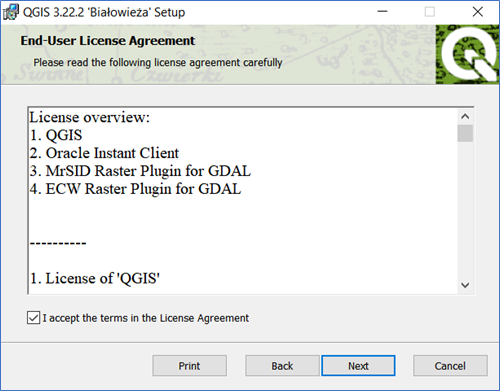 QGIS 3.22.2 'Białowieża' Setup
End-User License Agreement
Please read the following license agreement carefully
License overview:
1. QGIS
2. Oracle Instant Client
3. MrSID Raster Plugin for GDAL
4. ECW Raster Plugin for GDAL
----------
1. License of 'QGIS'
I accept the terms in the License Agreement
Print Back Next Cancel